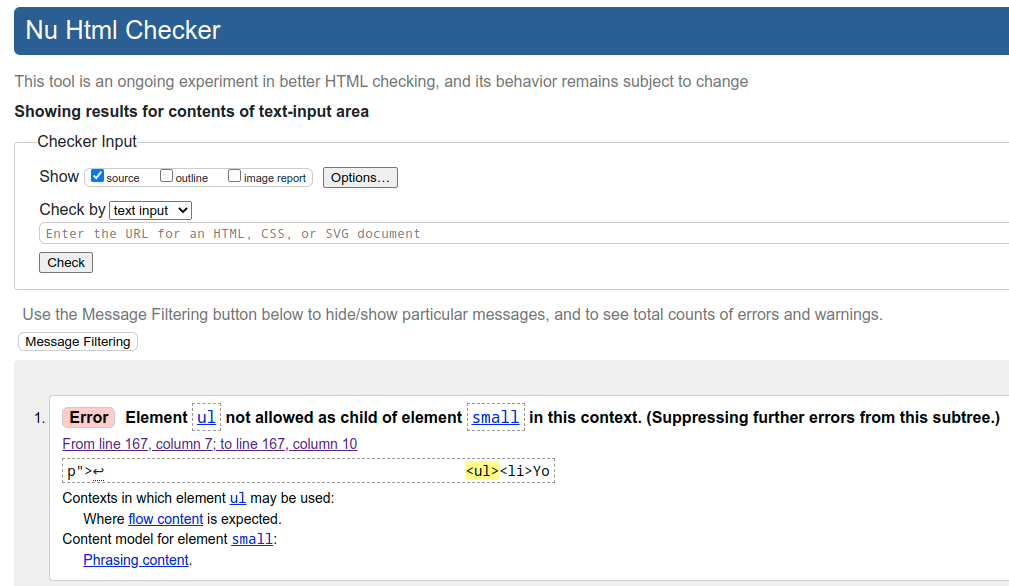 Nu Html Checker
This tool is an ongoing experiment in better HTML checking, and its behavior remains subject to change
Showing results for contents of text-input area
Checker Input
Show source outline image report Options...
Check by text input
Enter the URL for an HTML, CSS, or SVG document
Check
Use the Message Filtering button below to hide/show particular messages, and to see total counts of errors and warnings.
Message Filtering
1. Error Element ul not allowed as child of element small in this context. (Suppressing further errors from this subtree.)
From line 167, column 7; to line 167, column 10
p">↩ <ul><li>Yo
Contexts in which element ul may be used:
Where flow content is expected.
Content model for element small:
Phrasing content.